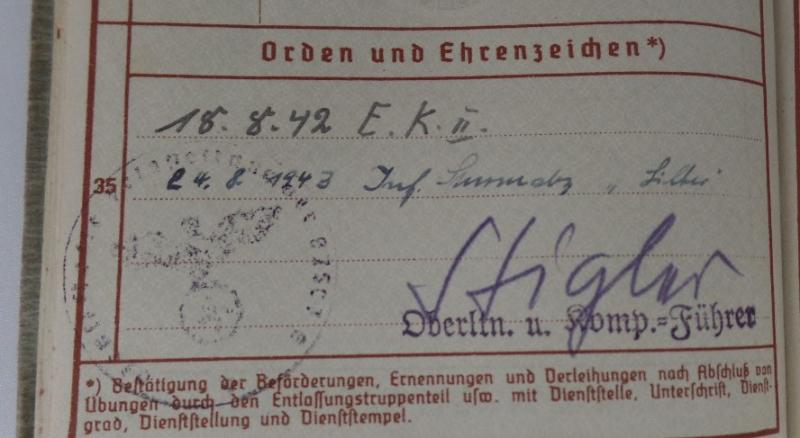 Orden und Ehrenzeichen*)
18. 8. 42 E. K. II.
35
24. 8. 1943 Inf. Sturmabz „Silber"
Stigler
Oberltn. u. Komp.-Führer
*) Bestätigung der Beförderungen, Ernennungen und Verleihungen nach Abschluß von
Übungen durch den Entlassungstruppenteil usw. mit Dienststelle, Unterschrift, Dienst-
grad, Dienststellung und Dienststempel.